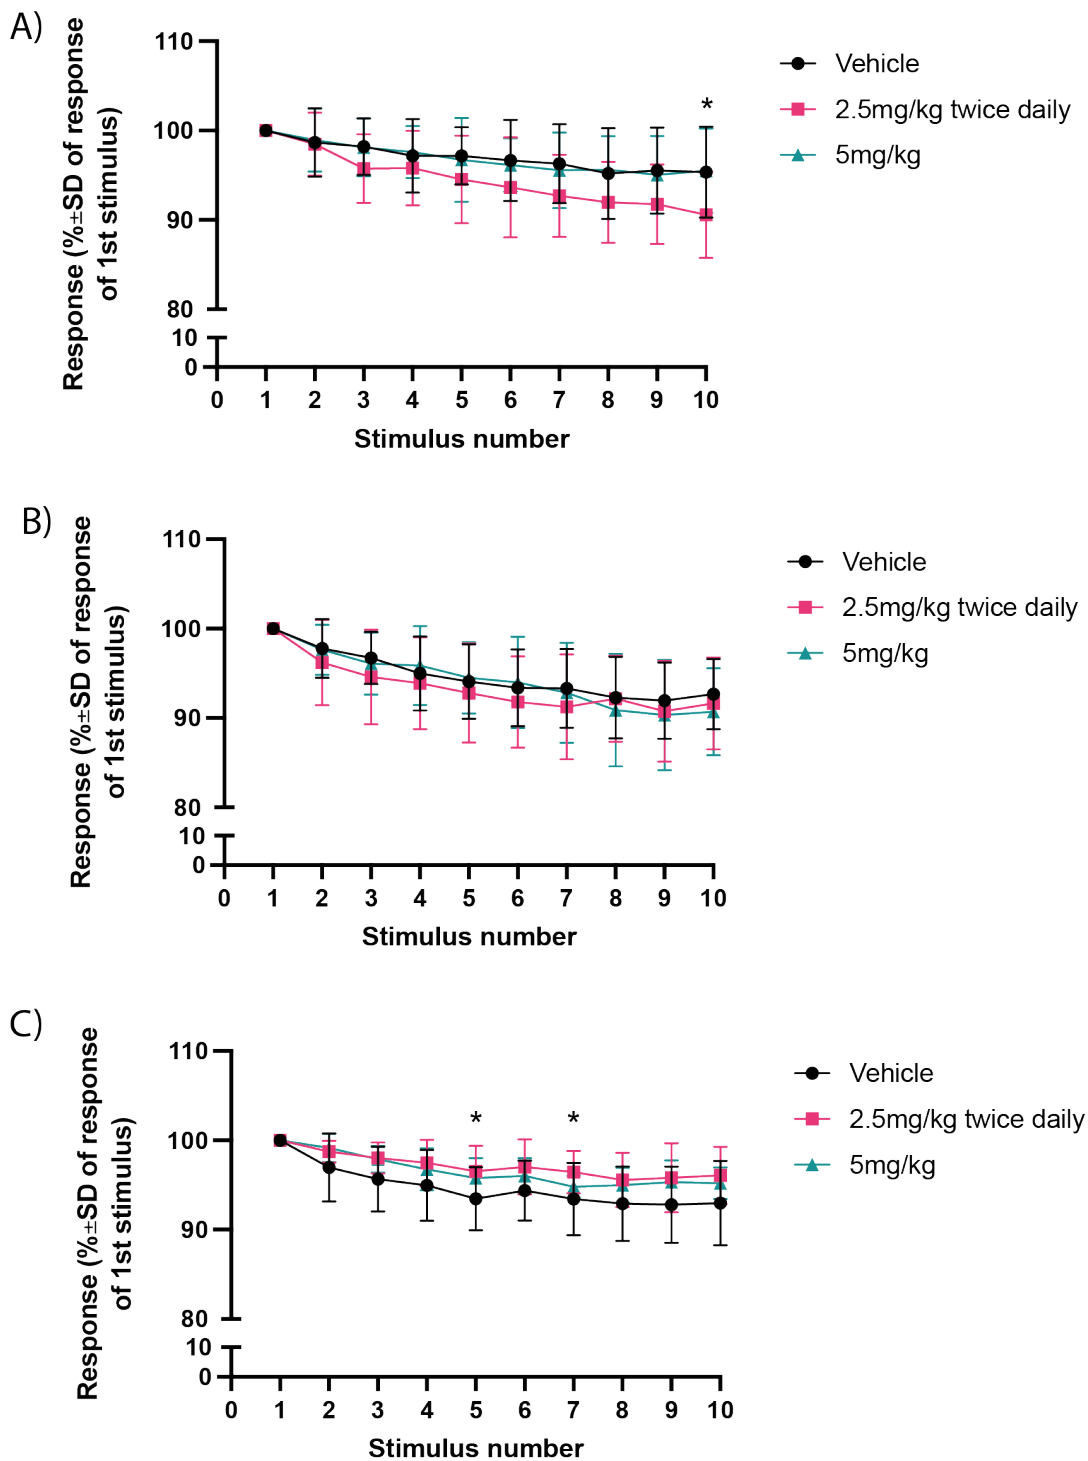 A)
Response (%±SD of response
of 1st stimulus)
110
100
90
80
10
0
0 1 2 3 4 5 6 7 8 9 10
Stimulus number
*
Vehicle
2.5mg/kg twice daily
5mg/kg
B)
Response (%±SD of response
of 1st stimulus)
110
100
90
80
10
0
0 1 2 3 4 5 6 7 8 9 10
Stimulus number
Vehicle
2.5mg/kg twice daily
5mg/kg
C)
Response (%±SD of response
of 1st stimulus)
110
100
90
80
10
0
0 1 2 3 4 5 6 7 8 9 10
Stimulus number
* *
Vehicle
2.5mg/kg twice daily
5mg/kg